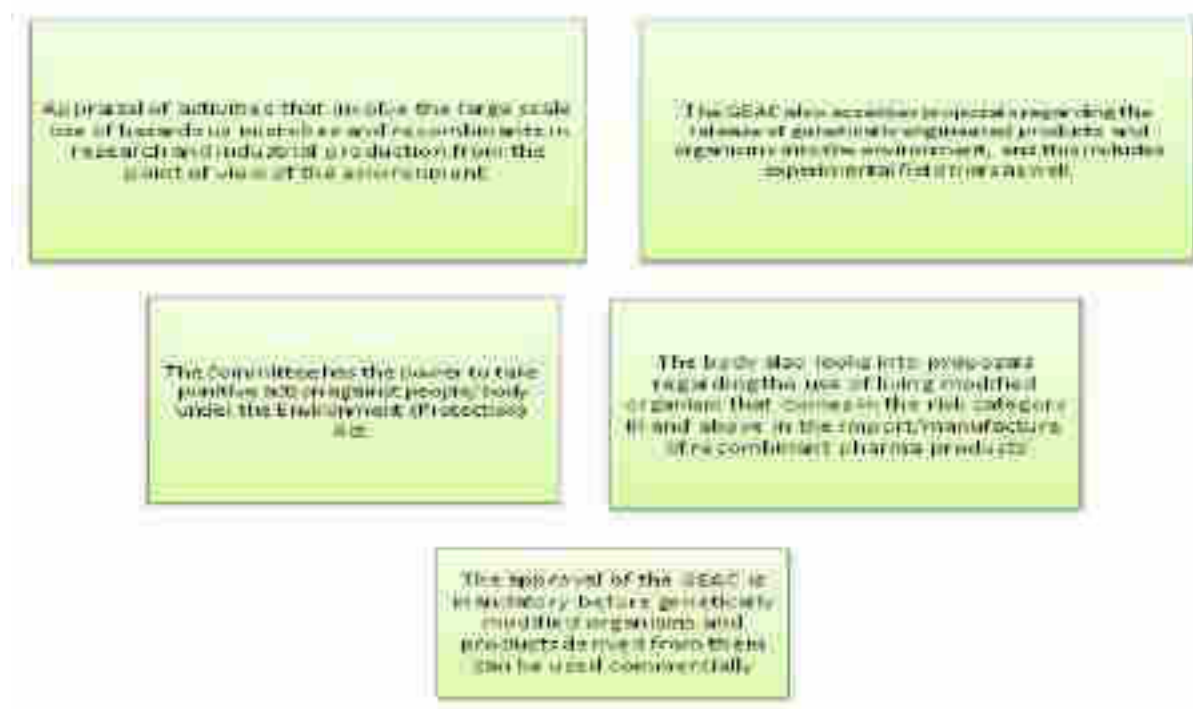 Appraisal of activities that involve the large scale
use of hazardous microbes and recombinants in
research and industrial production from the
point of view of the environment
The GEAC also assesses proposals regarding the
release of genetically engineered products and
organisms into the environment, and this includes
experimental field trials as well
The Committee has the power to take
punitive action against people/body
under the Environment (Protection)
Act
The body also looks into proposals
regarding the use of living modified
organism that comes in the risk category
III and above in the import/manufacture
of recombinant pharma products
The approval of the GEAC is
mandatory before genetically
modified organisms and
products derived from them
can be used commercially